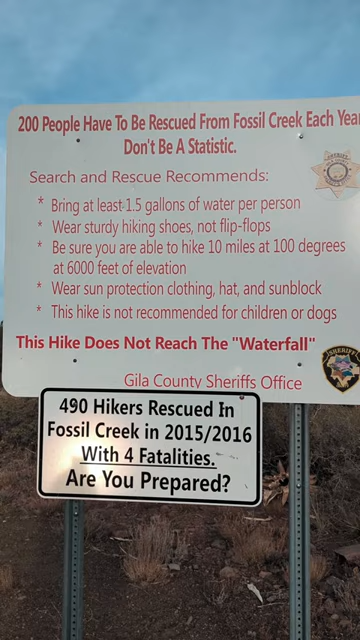 200 People Have To Be Rescued From Fossil Creek Each Year
Don't Be A Statistic.
Search and Rescue Recommends:
* Bring at least 1.5 gallons of water per person
* Wear sturdy hiking shoes, not flip-flops
* Be sure you are able to hike 10 miles at 100 degrees
at 6000 feet of elevation
* Wear sun protection clothing, hat, and sunblock
* This hike is not recommended for children or dogs
This Hike Does Not Reach The "Waterfall"
Gila County Sheriffs Office
SHERIFF
490 Hikers Rescued In
Fossil Creek in 2015/2016
With 4 Fatalities.
Are You Prepared?